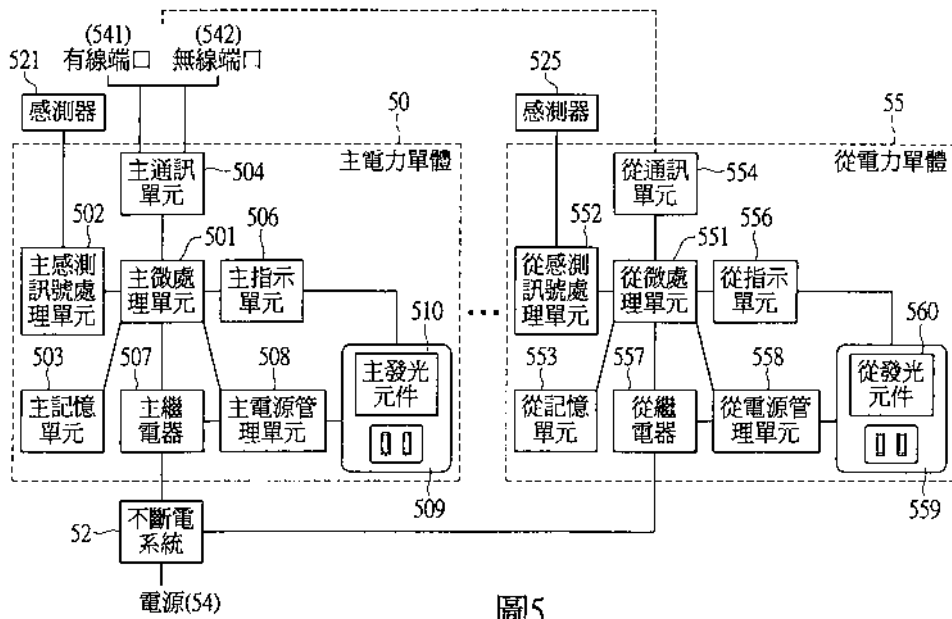 (541)
有線端口
(542)
無線端口
521
感測器
525
感測器
50
主電力單體
55
從電力單體
主通訊
單元
504
從通訊
單元
554
502
主感測
訊號處
理單元
501
主微處
理單元
506
主指示
單元
552
從感測
訊號處
理單元
551
從微處
理單元
556
從指示
單元
...
503
主記憶
單元
507
主繼
電器
508
主電源管
理單元
510
主發光
元件
553
從記憶
單元
557
從繼
電器
558
從電源管
理單元
560
從發光
元件
509
559
52
不斷電
系統
電源(54)
圖5